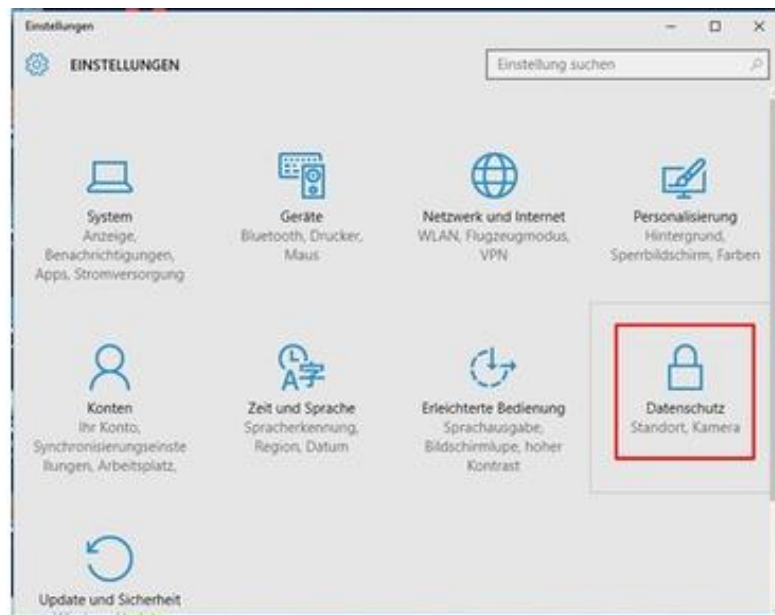 Einstellungen
EINSTELLUNGEN
Einstellung suchen
System
Anzeige,
Benachrichtigungen,
Apps, Stromversorgung
Geräte
Bluetooth, Drucker,
Maus
Netzwerk und Internet
WLAN, Flugzeugmodus,
VPN
Personalisierung
Hintergrund,
Sperrbildschirm, Farben
Konten
Ihr Konto,
Synchronisierungseinste
llungen, Arbeitsplatz,
Zeit und Sprache
Spracherkennung,
Region, Datum
Erleichterte Bedienung
Sprachausgabe,
Bildschirmlupe, hoher
Kontrast
Datenschutz
Standort, Kamera
Update und Sicherheit